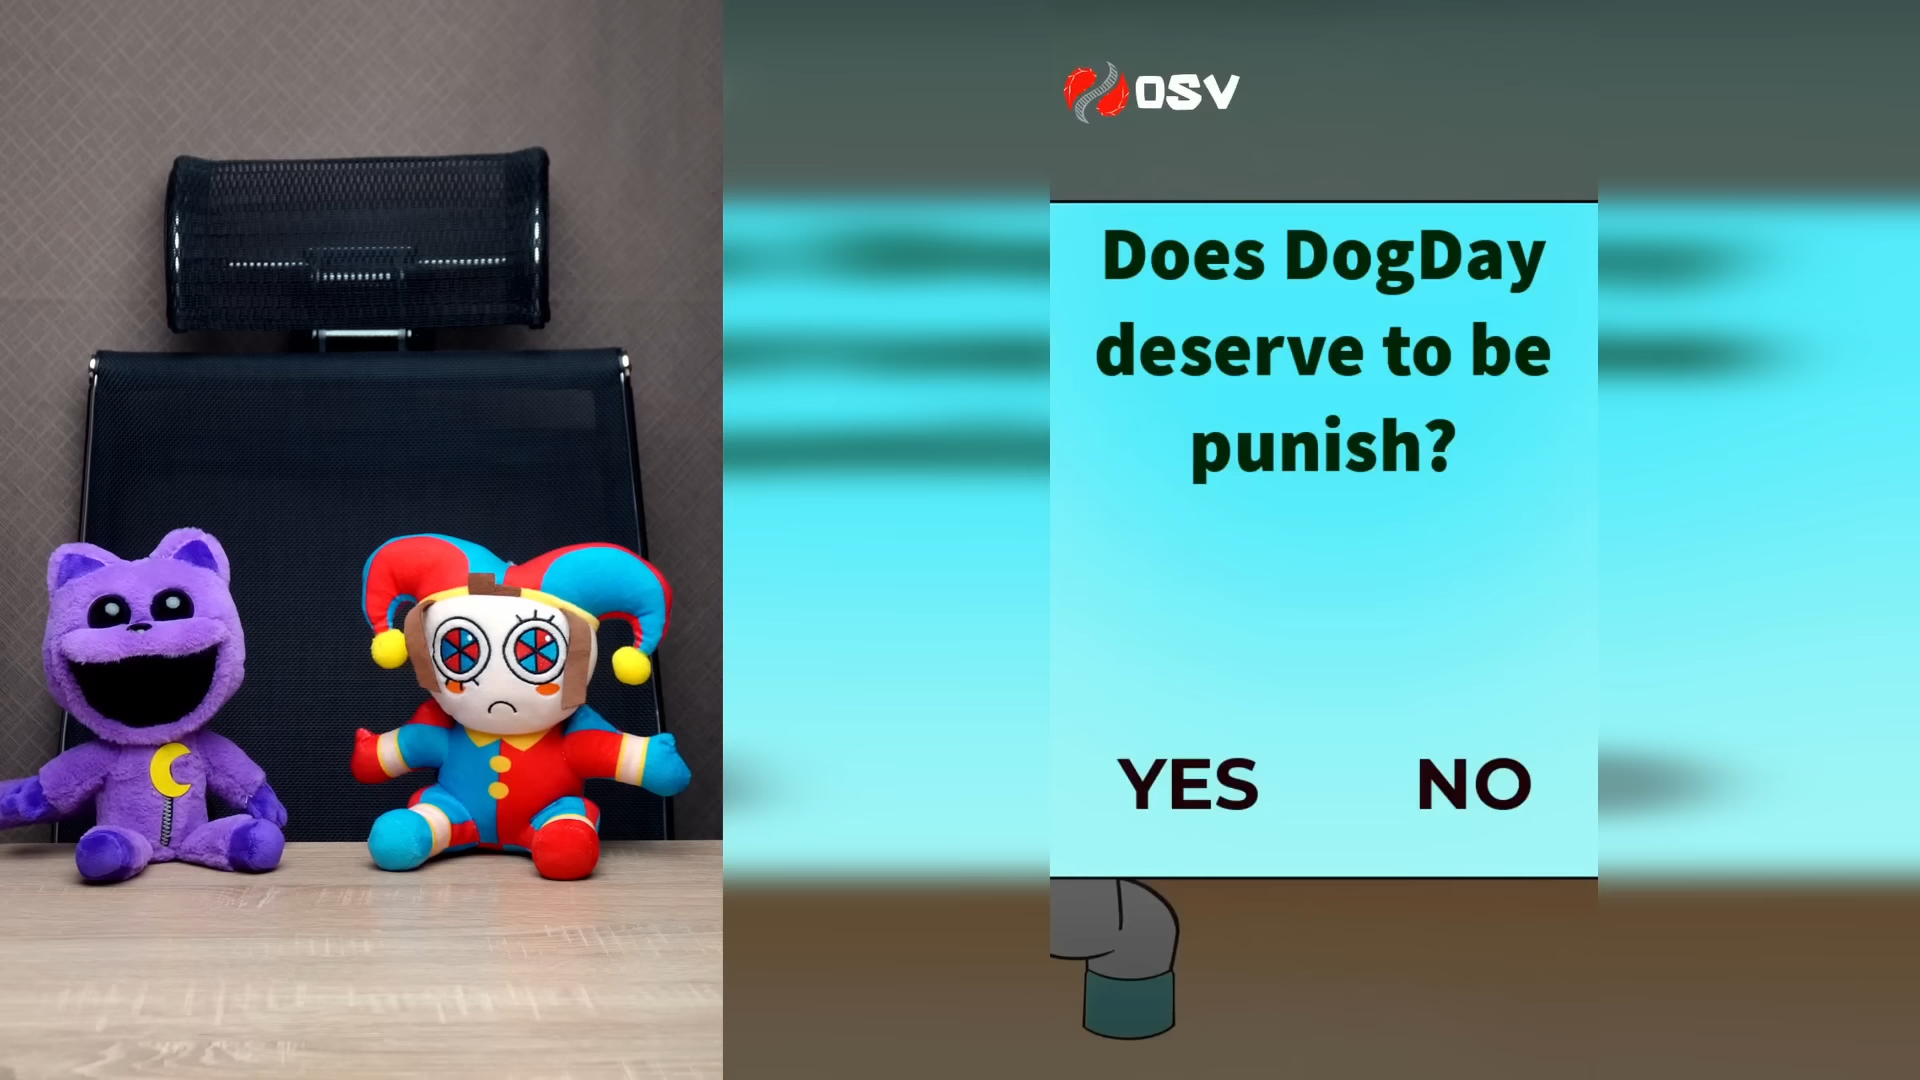 OSV
Does DogDay
deserve to be
punish?
YES
NO